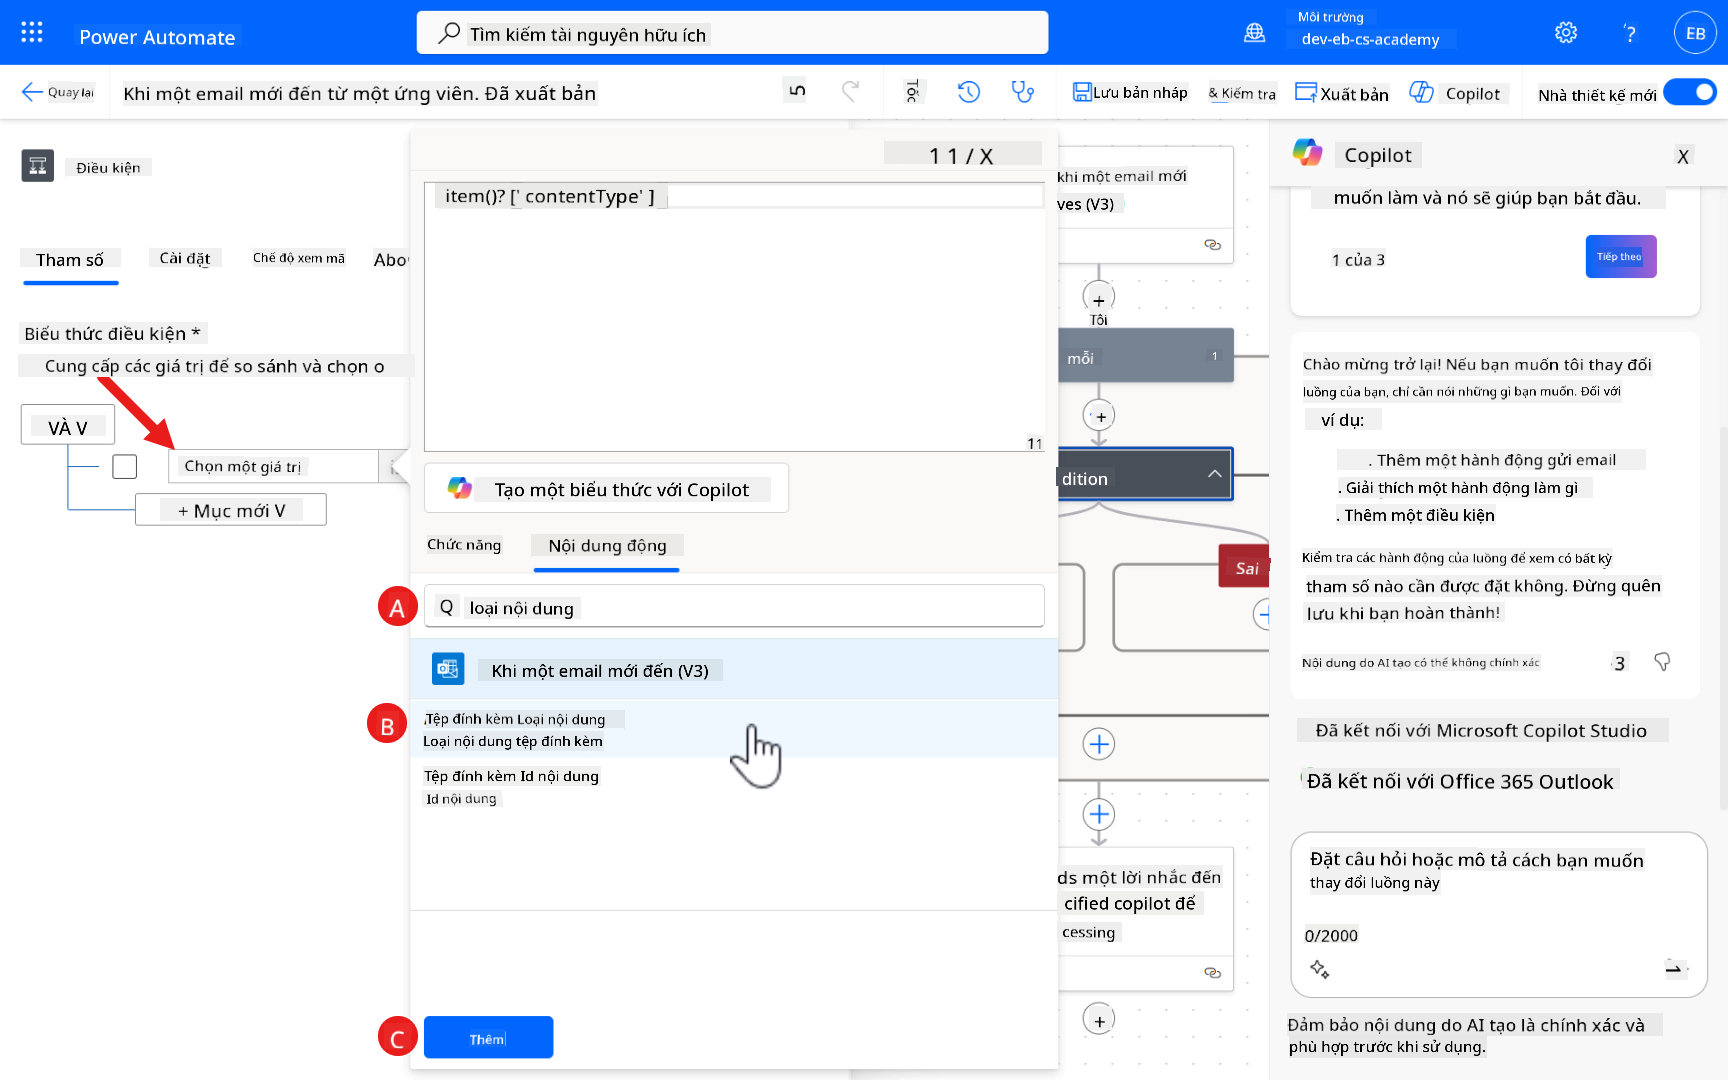 Power Automate
Tìm kiếm tài nguyên hữu ích
Môi trường
dev-eb-cs-academy
?
EB
Quay lại
Khi một email mới đến từ một ứng viên. Đã xuất bản
Lưu bản nháp
& Kiểm tra
Xuất bản
Copilot
Nhà thiết kế mới
Điều kiện
Tham số
Cài đặt
Chế độ xem mã
Abo
Biểu thức điều kiện *
Cung cấp các giá trị để so sánh và chọn o
VÀ V
Chọn một giá trị
+ Mục mới V
1 1 / X
item()? [' contentType' ]
11
Tạo một biểu thức với Copilot
Chức năng
Nội dung động
A
Q loại nội dung
Khi một email mới đến (V3)
B
Tệp đính kèm Loại nội dung
Loại nội dung tệp đính kèm
Tệp đính kèm Id nội dung
Id nội dung
C
Thêm
khi một email mới
ves (V3)
Tôi
mỗi
1
dition
Sai
ds một lời nhắc đến
cified copilot để
cessing
Copilot
X
muốn làm và nó sẽ giúp bạn bắt đầu.
1 của 3
Tiếp theo
Chào mừng trở lại! Nếu bạn muốn tôi thay đổi
luồng của bạn, chỉ cần nói những gì bạn muốn. Đối với
ví dụ:
. Thêm một hành động gửi email
. Giải thích một hành động làm gì
. Thêm một điều kiện
Kiểm tra các hành động của luồng để xem có bất kỳ
tham số nào cần được đặt không. Đừng quên
lưu khi bạn hoàn thành!
Nội dung do AI tạo có thể không chính xác
3
Đã kết nối với Microsoft Copilot Studio
Đã kết nối với Office 365 Outlook
Đặt câu hỏi hoặc mô tả cách bạn muốn
thay đổi luồng này
0/2000
Đảm bảo nội dung do AI tạo là chính xác và
phù hợp trước khi sử dụng.